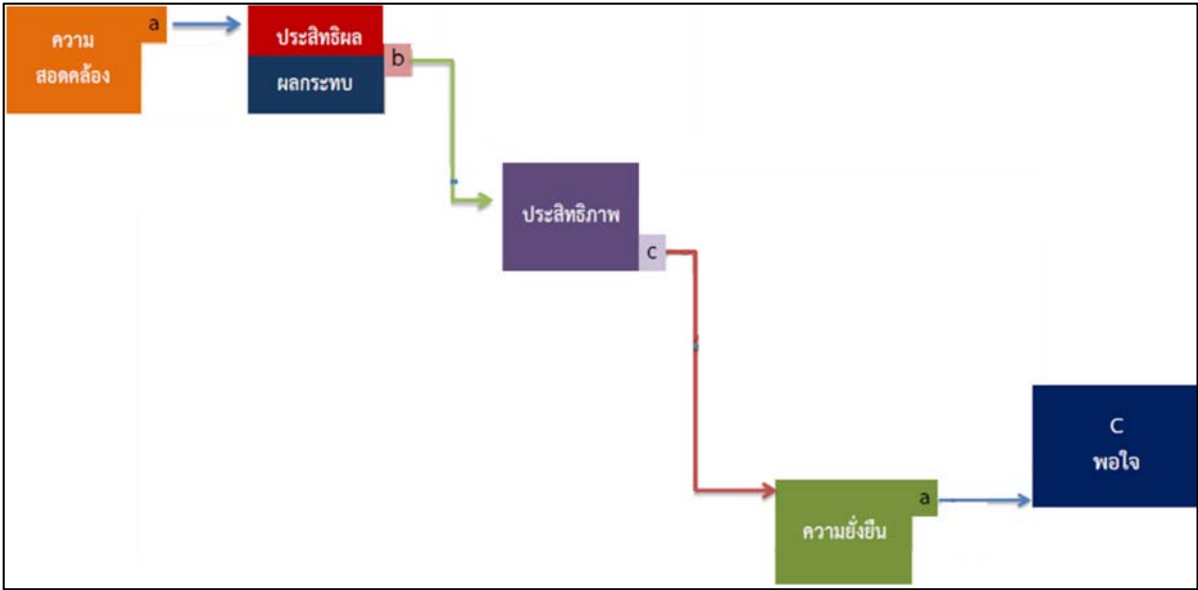 ความ
สอดคล้อง
a
ประสิทธิผล
ผลกระทบ
b
ประสิทธิภาพ
c
ความยั่งยืน
a
C
พอใจ